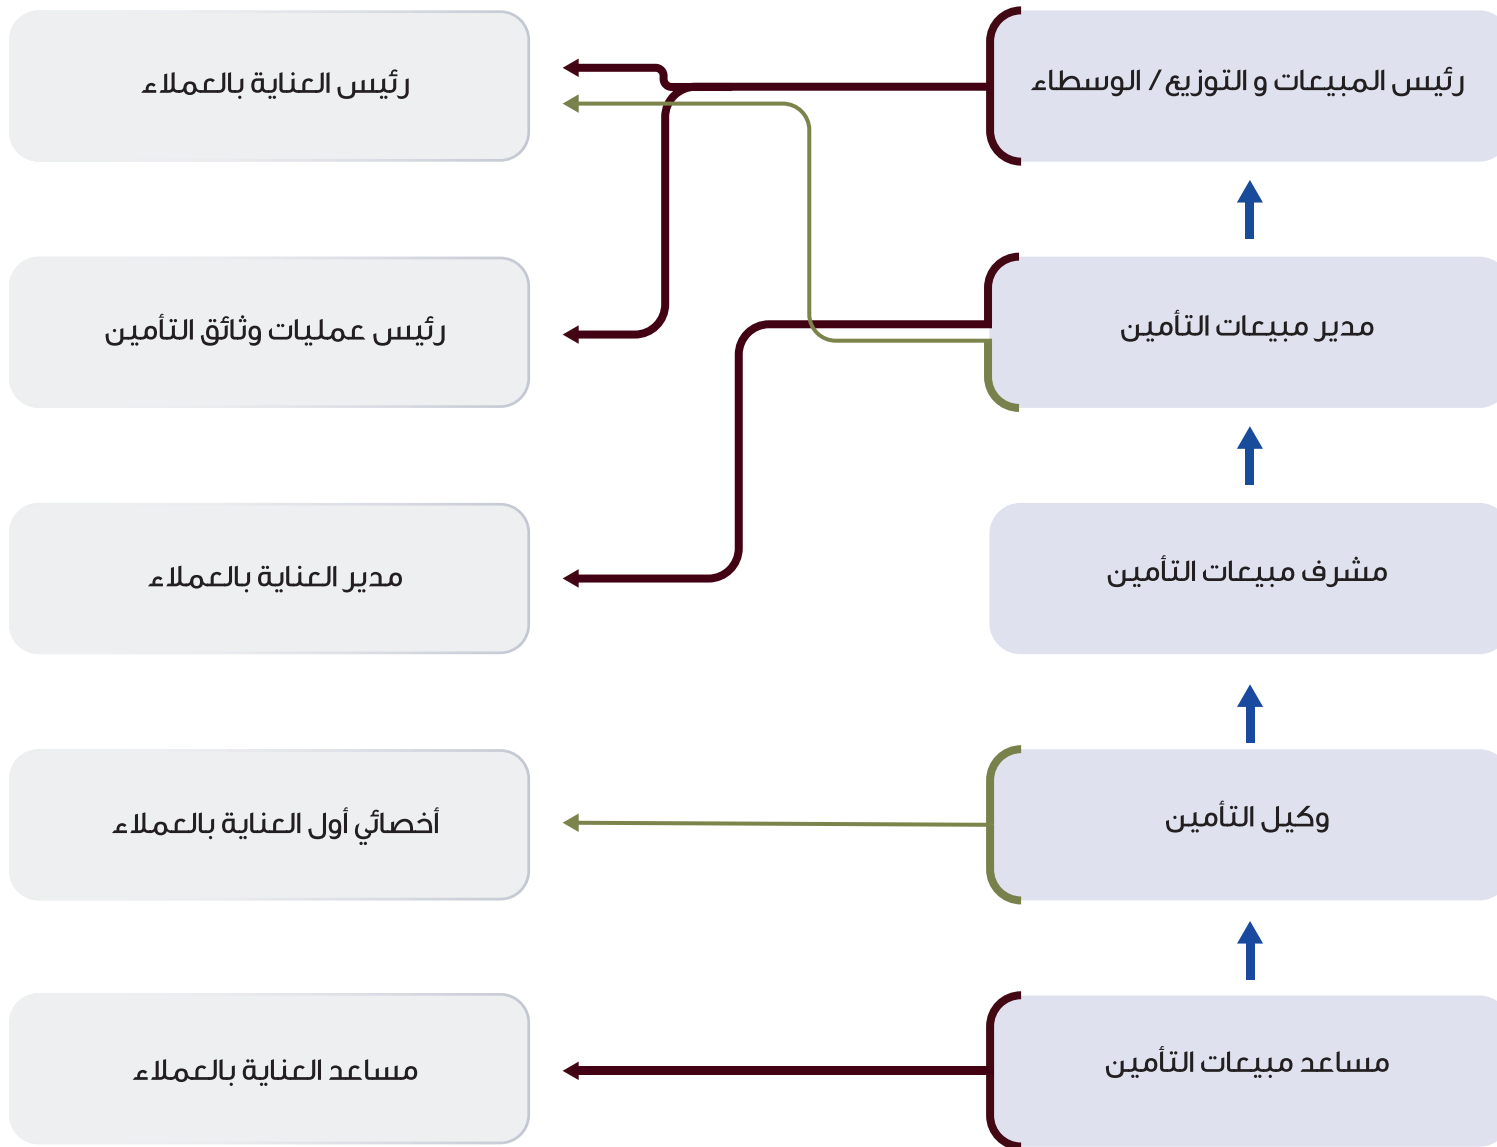 رئيس المبيعات و التوزيع / الوسطاء
رئيس العناية بالعملاء
مدير مبيعات التأمين
رئيس عمليات وثائق التأمين
مشرف مبيعات التأمين
مدير العناية بالعملاء
وكيل التأمين
أخصائي أول العناية بالعملاء
مساعد مبيعات التأمين
مساعد العناية بالعملاء